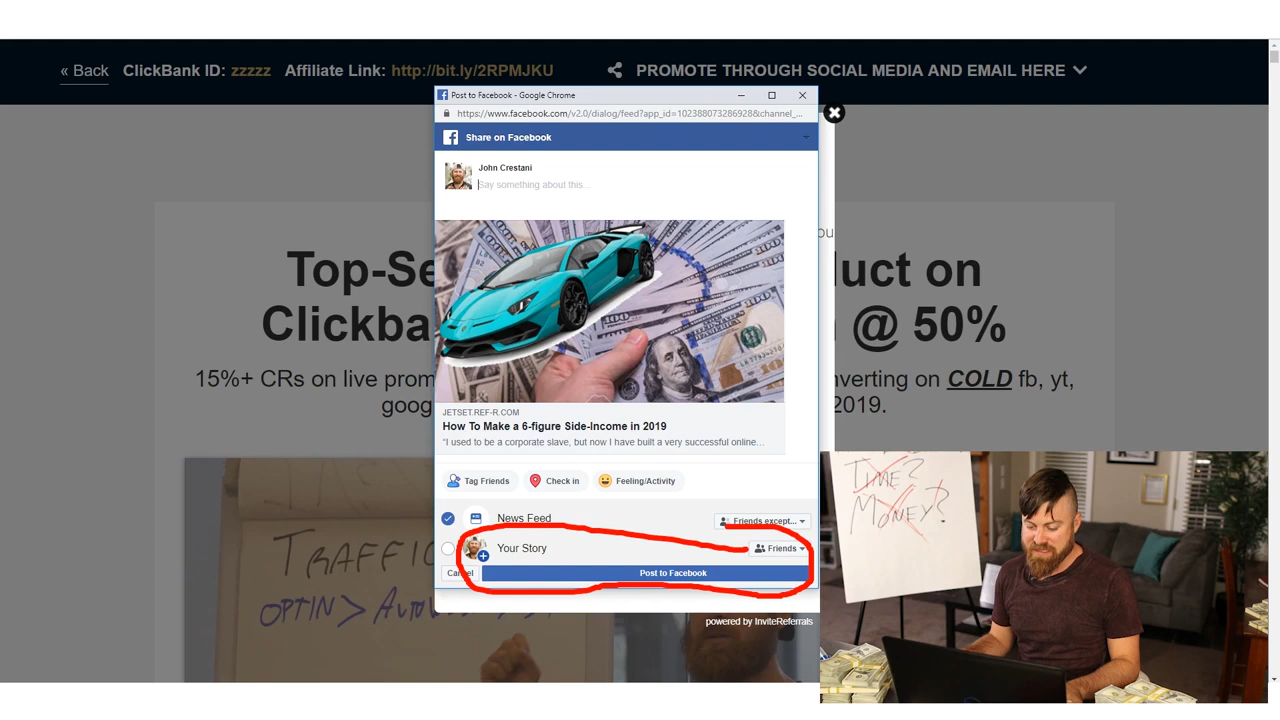 « Back ClickBank ID: zzzzz Affiliate Link: http://bit.ly/2RPMJKU PROMOTE THROUGH SOCIAL MEDIA AND EMAIL HERE
Post to Facebook - Google Chrome
https://www.facebook.com/v2.0/dialog/feed?app_id=102388073286928&channel_...
Share on Facebook
John Crestani
Say something about this...
ou
Top-Se uct on
Clickba @ 50%
15%+ CRs on live prom verting on COLD fb, yt,
goog 2019.
JETSET.REF-R.COM
How To Make a 6-figure Side-Income in 2019
"I used to be a corporate slave, but now I have built a very successful online...
Tag Friends Check in Feeling/Activity
News Feed Friends except...
Your Story Friends
Ca Post to Facebook
powered by InviteReferrals
TRAFFIC
OPTIN>
TIME?
MONEY?